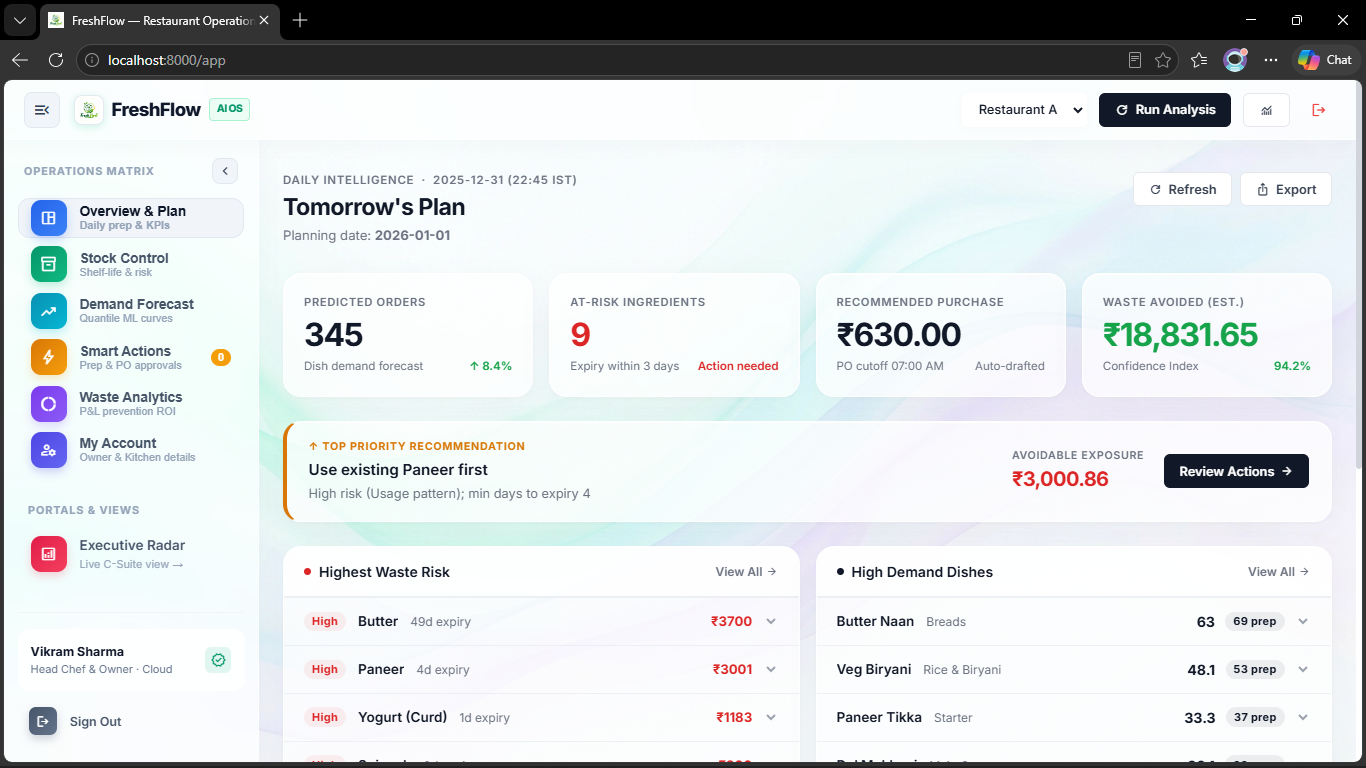 FreshFlow — Restaurant Operation
localhost:8000/app
Chat
FreshFlow AI OS
Restaurant A
Run Analysis
OPERATIONS MATRIX
Overview & Plan
Daily prep & KPIs
Stock Control
Shelf-life & risk
Demand Forecast
Quantile ML curves
Smart Actions
Prep & PO approvals
0
Waste Analytics
P&L prevention ROI
My Account
Owner & Kitchen details
PORTALS & VIEWS
Executive Radar
Live C-Suite view →
Vikram Sharma
Head Chef & Owner · Cloud
Sign Out
DAILY INTELLIGENCE · 2025-12-31 (22:45 IST)
Tomorrow's Plan
Planning date: 2026-01-01
Refresh
Export
PREDICTED ORDERS
345
Dish demand forecast ↑ 8.4%
AT-RISK INGREDIENTS
9
Expiry within 3 days Action needed
RECOMMENDED PURCHASE
₹630.00
PO cutoff 07:00 AM Auto-drafted
WASTE AVOIDED (EST.)
₹18,831.65
Confidence Index 94.2%
↑ TOP PRIORITY RECOMMENDATION
Use existing Paneer first
High risk (Usage pattern); min days to expiry 4
AVOIDABLE EXPOSURE
₹3,000.86
Review Actions →
Highest Waste Risk View All →
High Butter 49d expiry ₹3700
High Paneer 4d expiry ₹3001
High Yogurt (Curd) 1d expiry ₹1183
High Demand Dishes View All →
Butter Naan Breads 63 69 prep
Veg Biryani Rice & Biryani 48.1 53 prep
Paneer Tikka Starter 33.3 37 prep